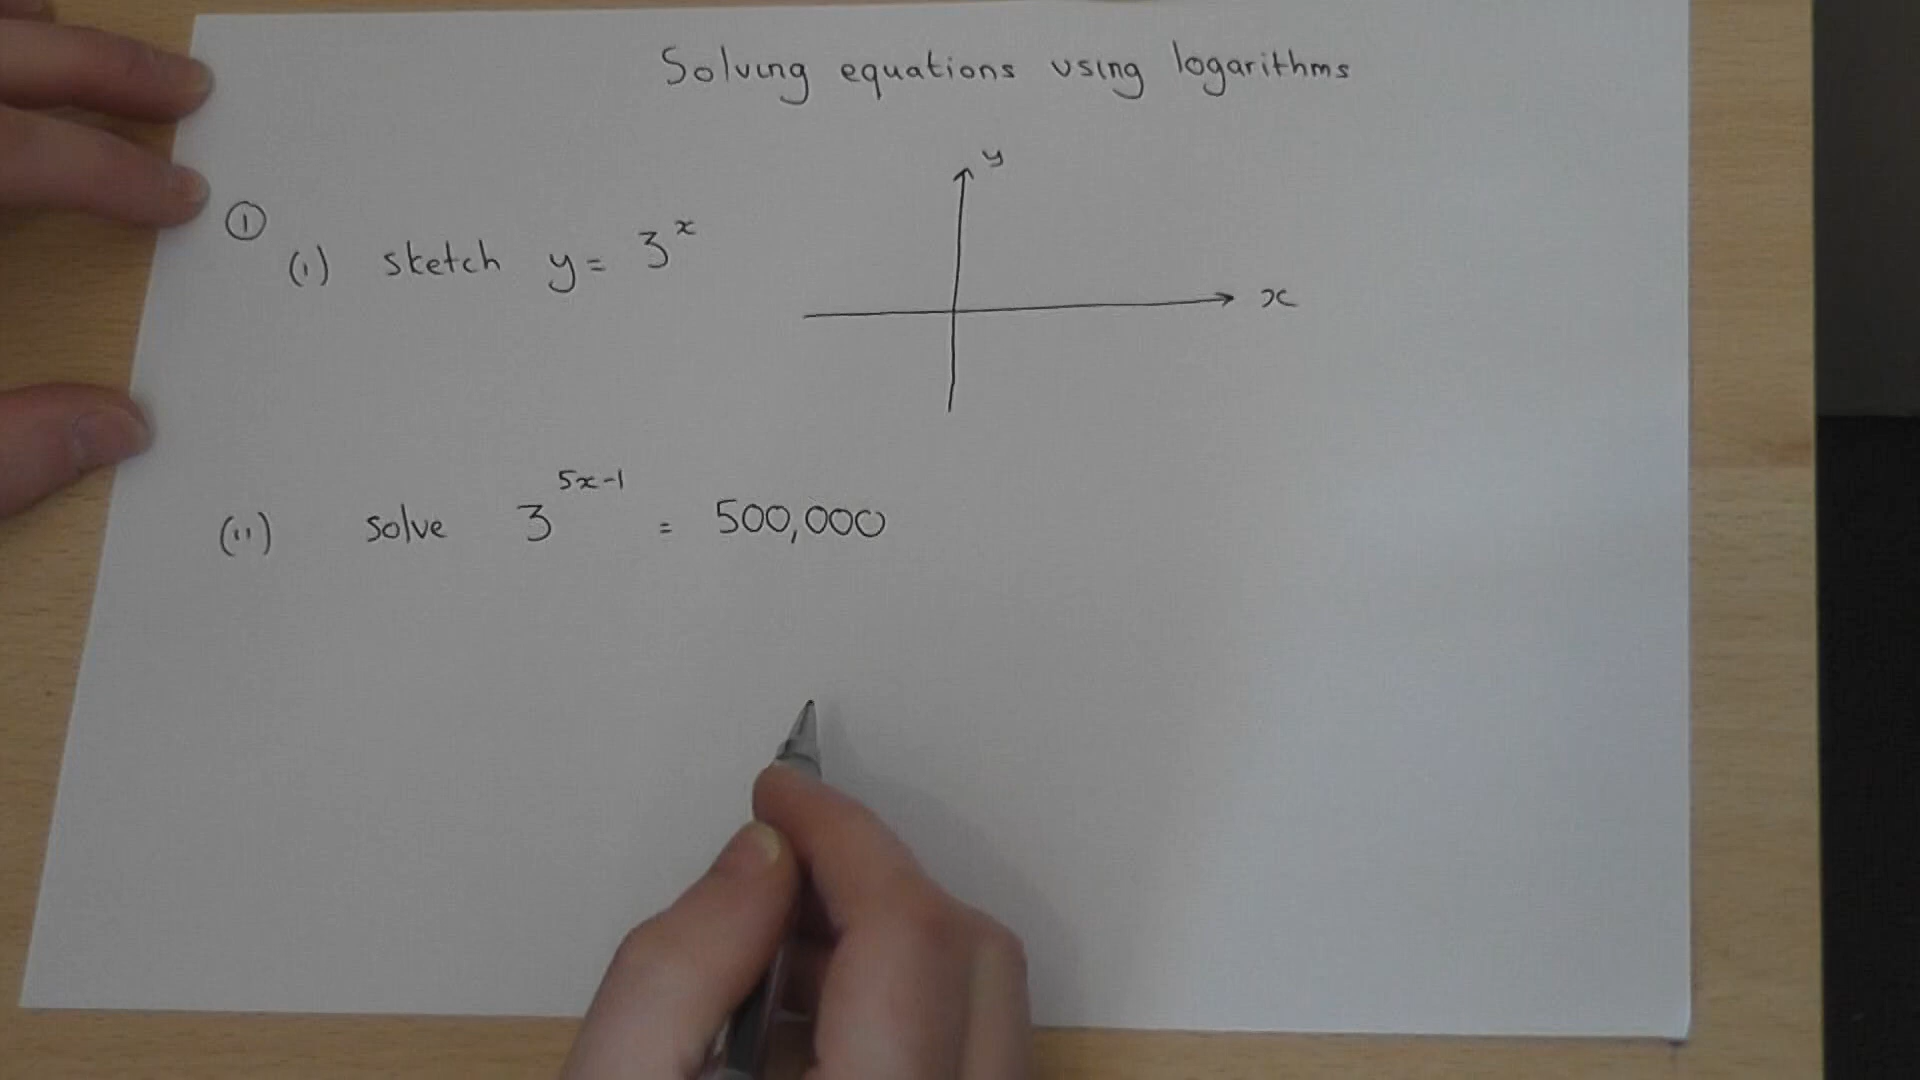 Solving equations using logarithms
y
①
(i) sketch y = 3^x
x
(ii) solve 3^{5x-1} = 500,000